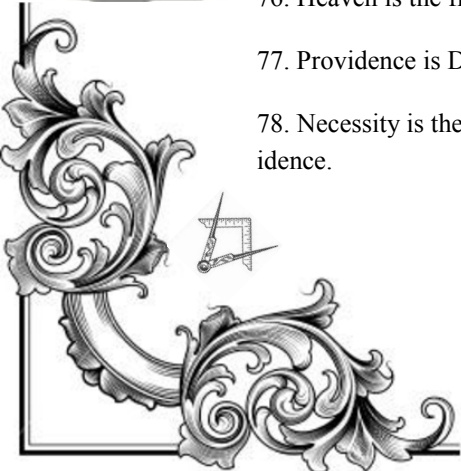 76. Heaven is the
77. Providence is D
78. Necessity is the
idence.